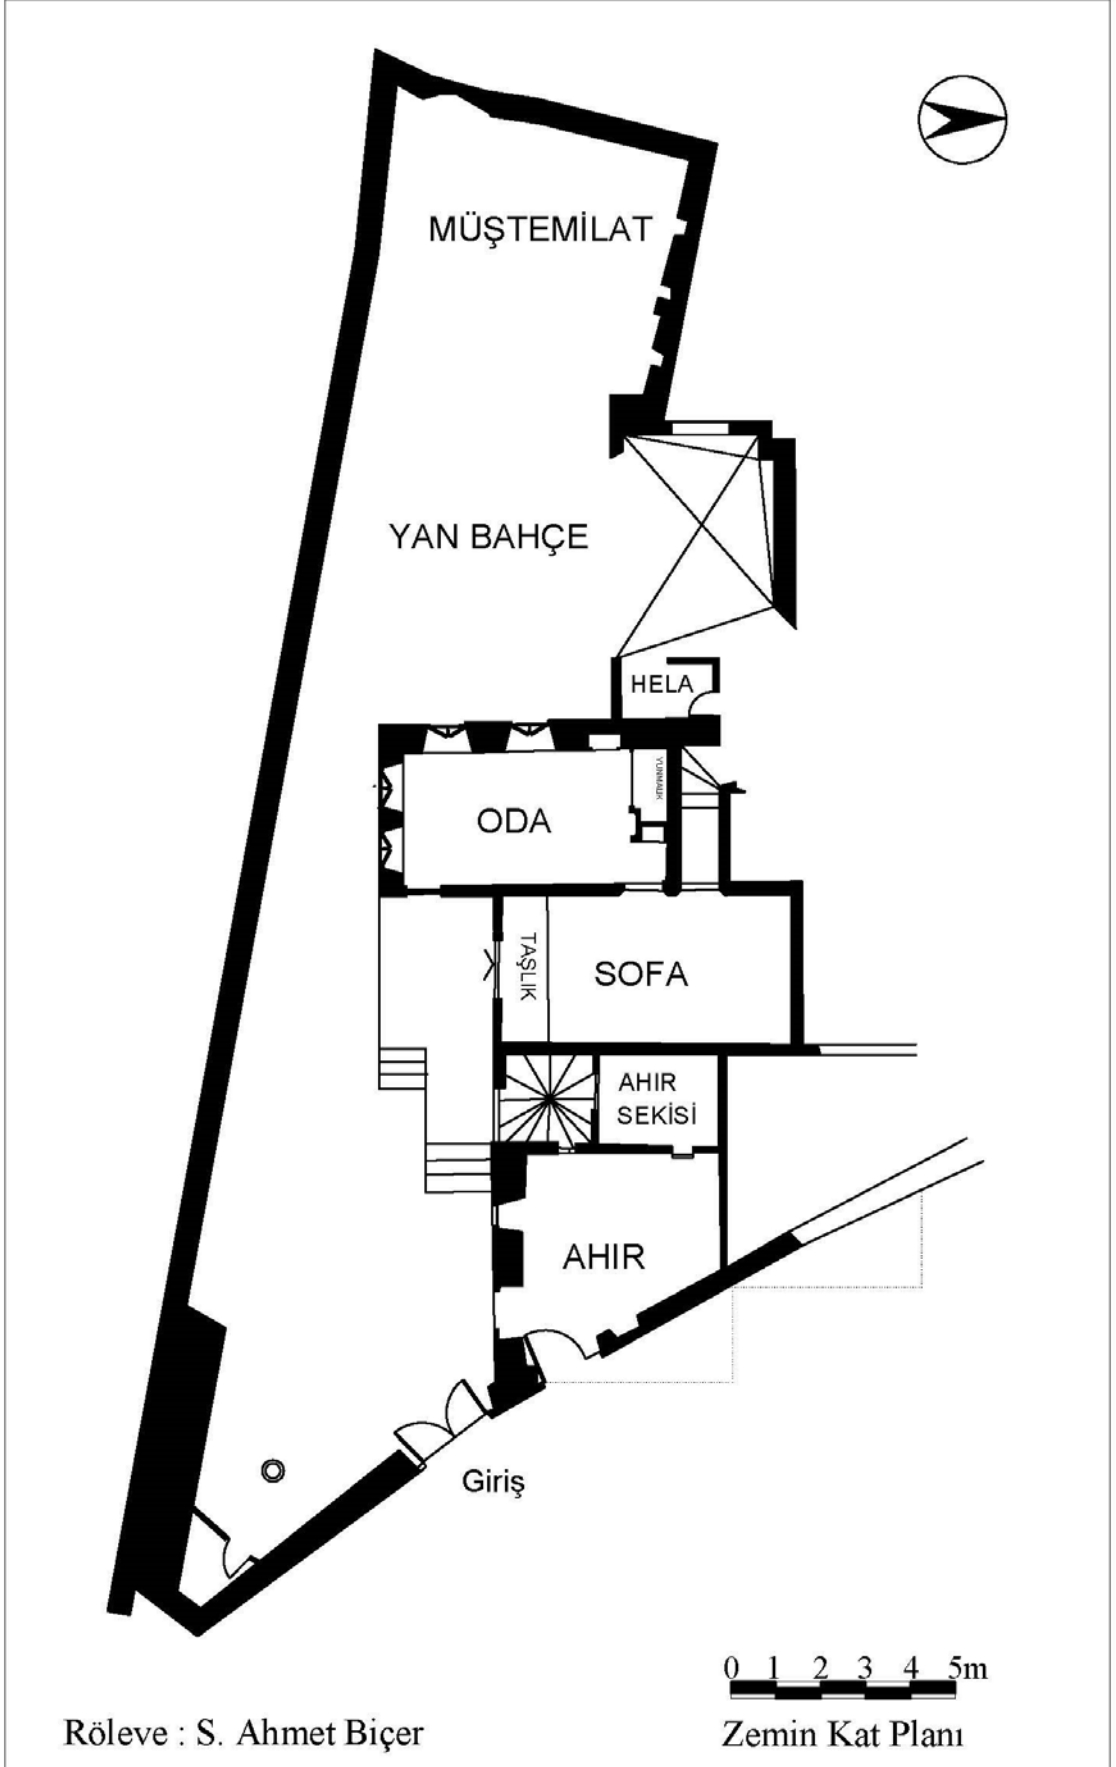 MÜŞTEMİLAT
YAN BAHÇE
HELA
YUNMALIK
ODA
TAŞLIK
SOFA
AHIR
SEKİSİ
AHIR
Giriş
0 1 2 3 4 5m
Röleve : S. Ahmet Biçer
Zemin Kat Planı